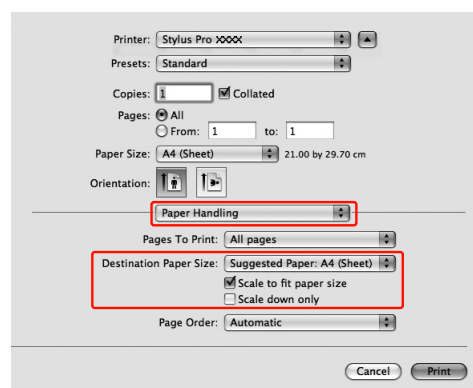 Printer: Stylus Pro XXXX
Presets: Standard
Copies: 1 Collated
Pages: All
From: 1 to: 1
Paper Size: A4 (Sheet) 21.00 by 29.70 cm
Orientation:
Paper Handling
Pages To Print: All pages
Destination Paper Size: Suggested Paper: A4 (Sheet)
Scale to fit paper size
Scale down only
Page Order: Automatic
Cancel Print